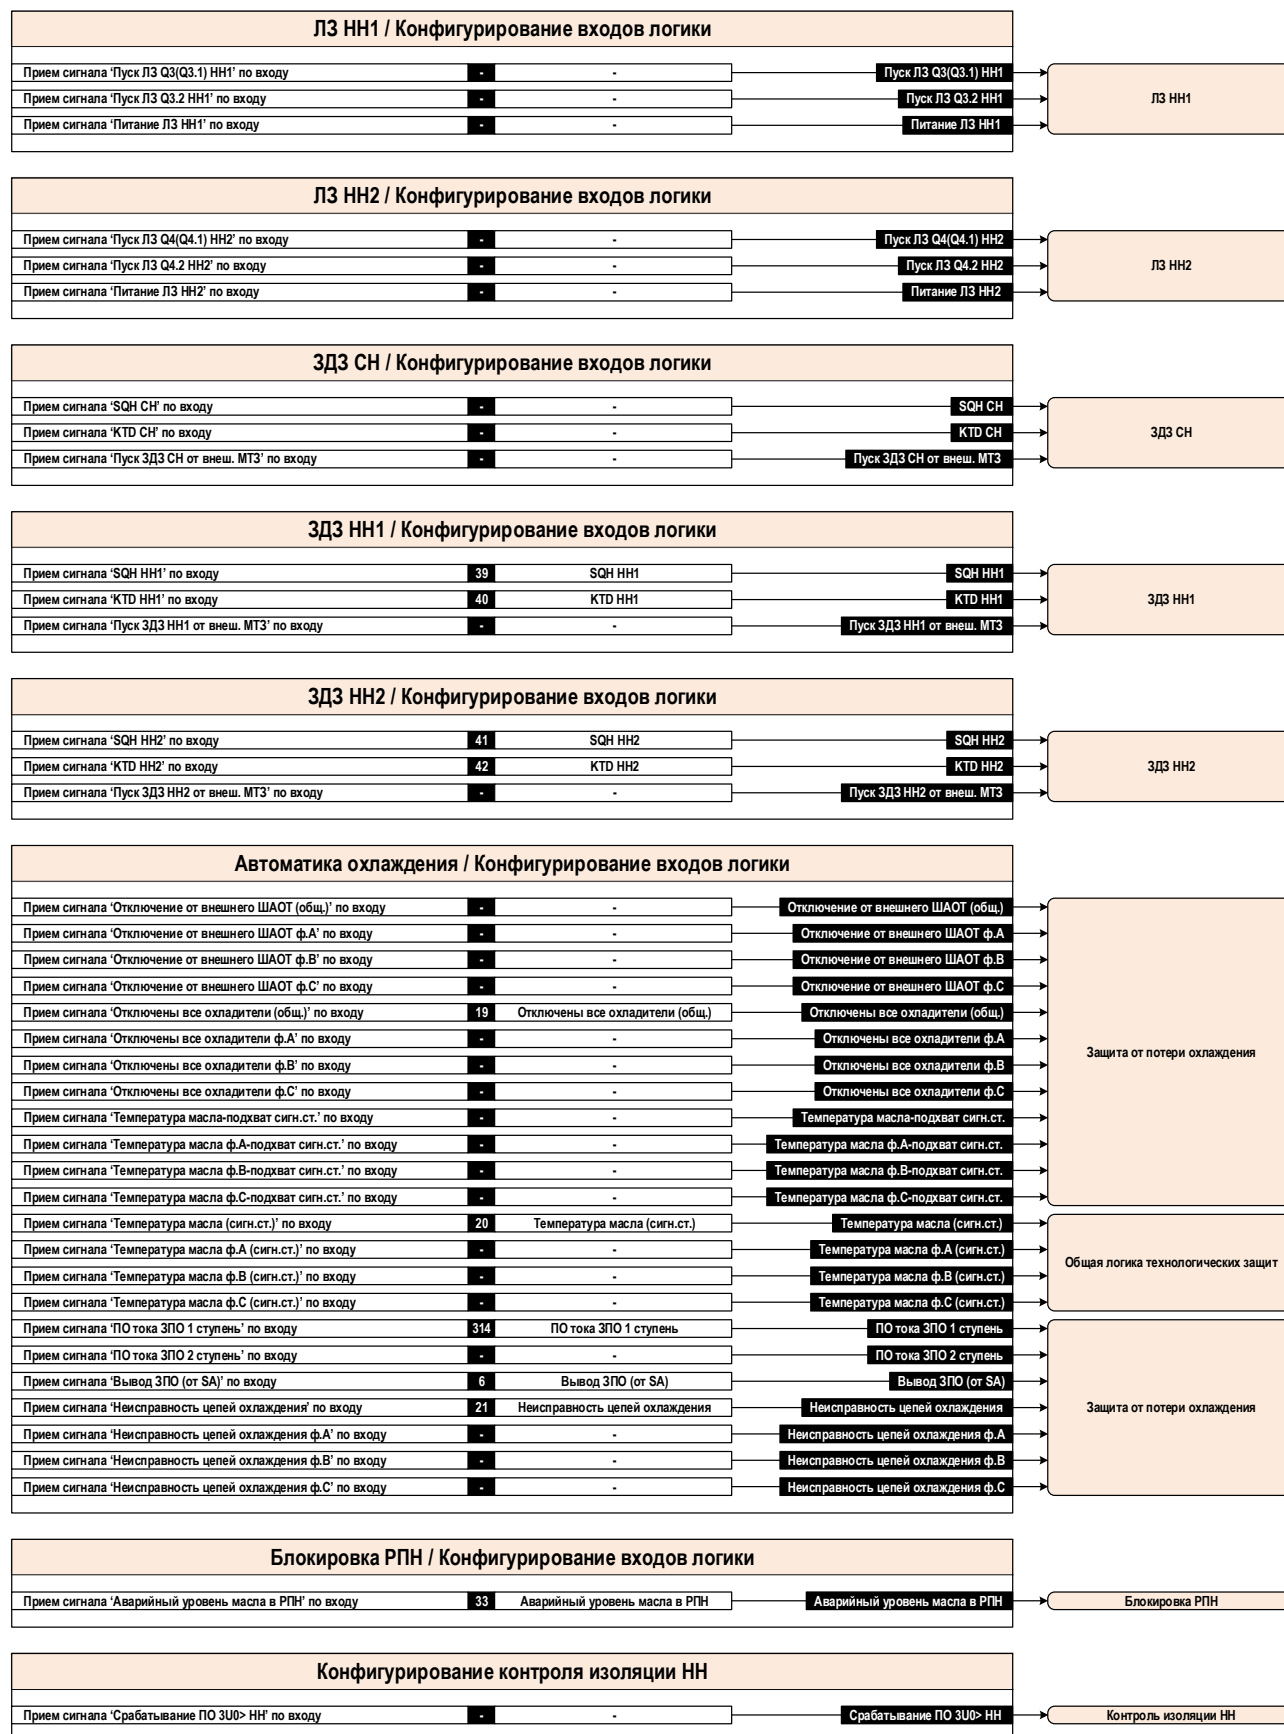 ЛЗ НН1 / Конфигурирование входов логики
Прием сигнала ‘Пуск ЛЗ Q3(Q3.1) НН1’ по входу - - Пуск ЛЗ Q3(Q3.1) НН1
Прием сигнала ‘Пуск ЛЗ Q3.2 НН1’ по входу - - Пуск ЛЗ Q3.2 НН1 ЛЗ НН1
Прием сигнала ‘Питание ЛЗ НН1’ по входу - - Питание ЛЗ НН1
ЛЗ НН2 / Конфигурирование входов логики
Прием сигнала ‘Пуск ЛЗ Q4(Q4.1) НН2’ по входу - - Пуск ЛЗ Q4(Q4.1) НН2
Прием сигнала ‘Пуск ЛЗ Q4.2 НН2’ по входу - - Пуск ЛЗ Q4.2 НН2 ЛЗ НН2
Прием сигнала ‘Питание ЛЗ НН2’ по входу - - Питание ЛЗ НН2
ЗДЗ СН / Конфигурирование входов логики
Прием сигнала ‘SQH СН’ по входу - - SQH СН
Прием сигнала ‘KTD СН’ по входу - - KTD СН ЗДЗ СН
Прием сигнала ‘Пуск ЗДЗ СН от внеш. МТЗ’ по входу - - Пуск ЗДЗ СН от внеш. МТЗ
ЗДЗ НН1 / Конфигурирование входов логики
Прием сигнала ‘SQH НН1’ по входу 39 SQH НН1 SQH НН1
Прием сигнала ‘KTD НН1’ по входу 40 KTD НН1 KTD НН1 ЗДЗ НН1
Прием сигнала ‘Пуск ЗДЗ НН1 от внеш. МТЗ’ по входу - - Пуск ЗДЗ НН1 от внеш. МТЗ
ЗДЗ НН2 / Конфигурирование входов логики
Прием сигнала ‘SQH НН2’ по входу 41 SQH НН2 SQH НН2
Прием сигнала ‘KTD НН2’ по входу 42 KTD НН2 KTD НН2 ЗДЗ НН2
Прием сигнала ‘Пуск ЗДЗ НН2 от внеш. МТЗ’ по входу - - Пуск ЗДЗ НН2 от внеш. МТЗ
Автоматика охлаждения / Конфигурирование входов логики
Прием сигнала ‘Отключение от внешнего ШАОТ (общ.)’ по входу - - Отключение от внешнего ШАОТ (общ.)
Прием сигнала ‘Отключение от внешнего ШАОТ ф.А’ по входу - - Отключение от внешнего ШАОТ ф.А
Прием сигнала ‘Отключение от внешнего ШАОТ ф.В’ по входу - - Отключение от внешнего ШАОТ ф.В
Прием сигнала ‘Отключение от внешнего ШАОТ ф.С’ по входу - - Отключение от внешнего ШАОТ ф.С
Прием сигнала ‘Отключены все охладители (общ.)’ по входу 19 Отключены все охладители (общ.) Отключены все охладители (общ.)
Прием сигнала ‘Отключены все охладители ф.А’ по входу - - Отключены все охладители ф.А
Защита от потери охлаждения
Прием сигнала ‘Отключены все охладители ф.В’ по входу - - Отключены все охладители ф.В
Прием сигнала ‘Отключены все охладители ф.С’ по входу - - Отключены все охладители ф.С
Прием сигнала ‘Температура масла-подхват сигн.ст.’ по входу - - Температура масла-подхват сигн.ст.
Прием сигнала ‘Температура масла ф.А-подхват сигн.ст.’ по входу - - Температура масла ф.А-подхват сигн.ст.
Прием сигнала ‘Температура масла ф.В-подхват сигн.ст.’ по входу - - Температура масла ф.В-подхват сигн.ст.
Прием сигнала ‘Температура масла ф.С-подхват сигн.ст.’ по входу - - Температура масла ф.С-подхват сигн.ст.
Прием сигнала ‘Температура масла (сигн.ст.)’ по входу 20 Температура масла (сигн.ст.) Температура масла (сигн.ст.)
Прием сигнала ‘Температура масла ф.А (сигн.ст.)’ по входу - - Температура масла ф.А (сигн.ст.)
Общая логика технологических защит
Прием сигнала ‘Температура масла ф.В (сигн.ст.)’ по входу - - Температура масла ф.В (сигн.ст.)
Прием сигнала ‘Температура масла ф.С (сигн.ст.)’ по входу - - Температура масла ф.С (сигн.ст.)
Прием сигнала ‘ПО тока ЗПО 1 ступень’ по входу 314 ПО тока ЗПО 1 ступень ПО тока ЗПО 1 ступень
Прием сигнала ‘ПО тока ЗПО 2 ступень’ по входу - - ПО тока ЗПО 2 ступень
Прием сигнала ‘Вывод ЗПО (от SA)’ по входу 6 Вывод ЗПО (от SA) Вывод ЗПО (от SA)
Прием сигнала ‘Неисправность цепей охлаждения’ по входу 21 Неисправность цепей охлаждения Неисправность цепей охлаждения Защита от потери охлаждения
Прием сигнала ‘Неисправность цепей охлаждения ф.А’ по входу - - Неисправность цепей охлаждения ф.А
Прием сигнала ‘Неисправность цепей охлаждения ф.В’ по входу - - Неисправность цепей охлаждения ф.В
Прием сигнала ‘Неисправность цепей охлаждения ф.С’ по входу - - Неисправность цепей охлаждения ф.С
Блокировка РПН / Конфигурирование входов логики
Прием сигнала ‘Аварийный уровень масла в РПН’ по входу 33 Аварийный уровень масла в РПН Аварийный уровень масла в РПН Блокировка РПН
Конфигурирование контроля изоляции НН
Прием сигнала ‘Срабатывание ПО 3U0> НН’ по входу - - Срабатывание ПО 3U0> НН Контроль изоляции НН